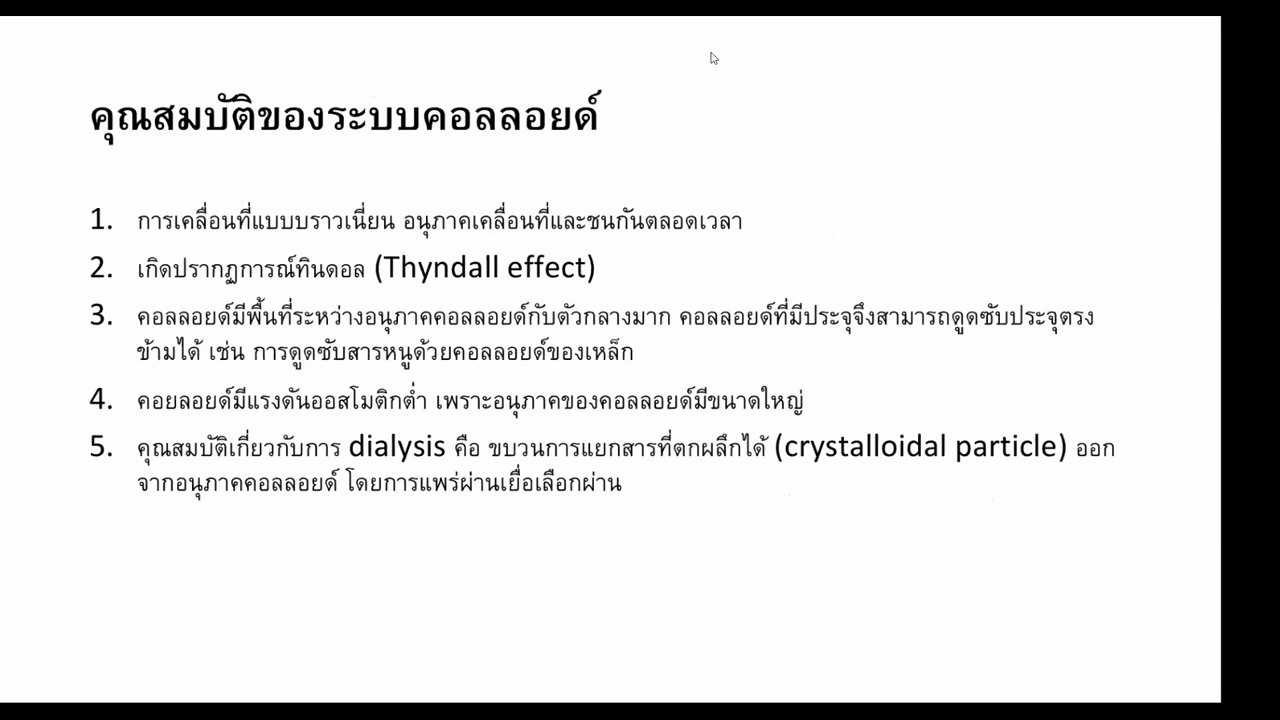 คุณสมบัติของระบบคอลลอยด์
1. การเคลื่อนที่แบบบราวเนี่ยน อนุภาคเคลื่อนที่และชนกันตลอดเวลา
2. เกิดปรากฏการณ์ทินดอล (Thyndall effect)
3. คอลลอยด์มีพื้นที่ระหว่างอนุภาคคอลลอยด์กับตัวกลางมาก คอลลอยด์ที่มีประจุจึงสามารถดูดซับประจุตรง
ข้ามได้ เช่น การดูดซับสารหนูด้วยคอลลอยด์ของเหล็ก
4. คอยลอยด์มีแรงดันออสโมติกต่ำ เพราะอนุภาคของคอลลอยด์มีขนาดใหญ่
5. คุณสมบัติเกี่ยวกับการ dialysis คือ ขบวนการแยกสารที่ตกผลึกได้ (crystalloidal particle) ออก
จากอนุภาคคอลลอยด์ โดยการแพร่ผ่านเยื่อเลือกผ่าน